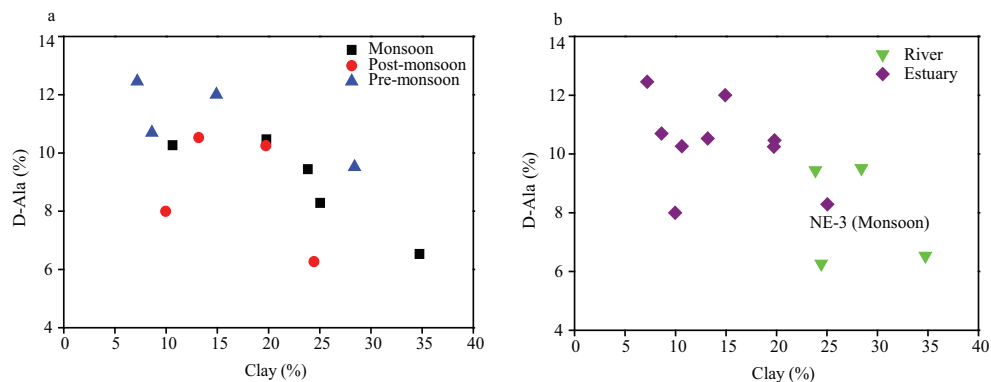 a
14
12
10
8
6
4
D-Ala (%)
0 5 10 15 20 25 30 35 40
Clay (%)
Monsoon
Post-monsoon
Pre-monsoon
b
14
12
10
8
6
4
D-Ala (%)
0 5 10 15 20 25 30 35 40
Clay (%)
River
Estuary
NE-3 (Monsoon)